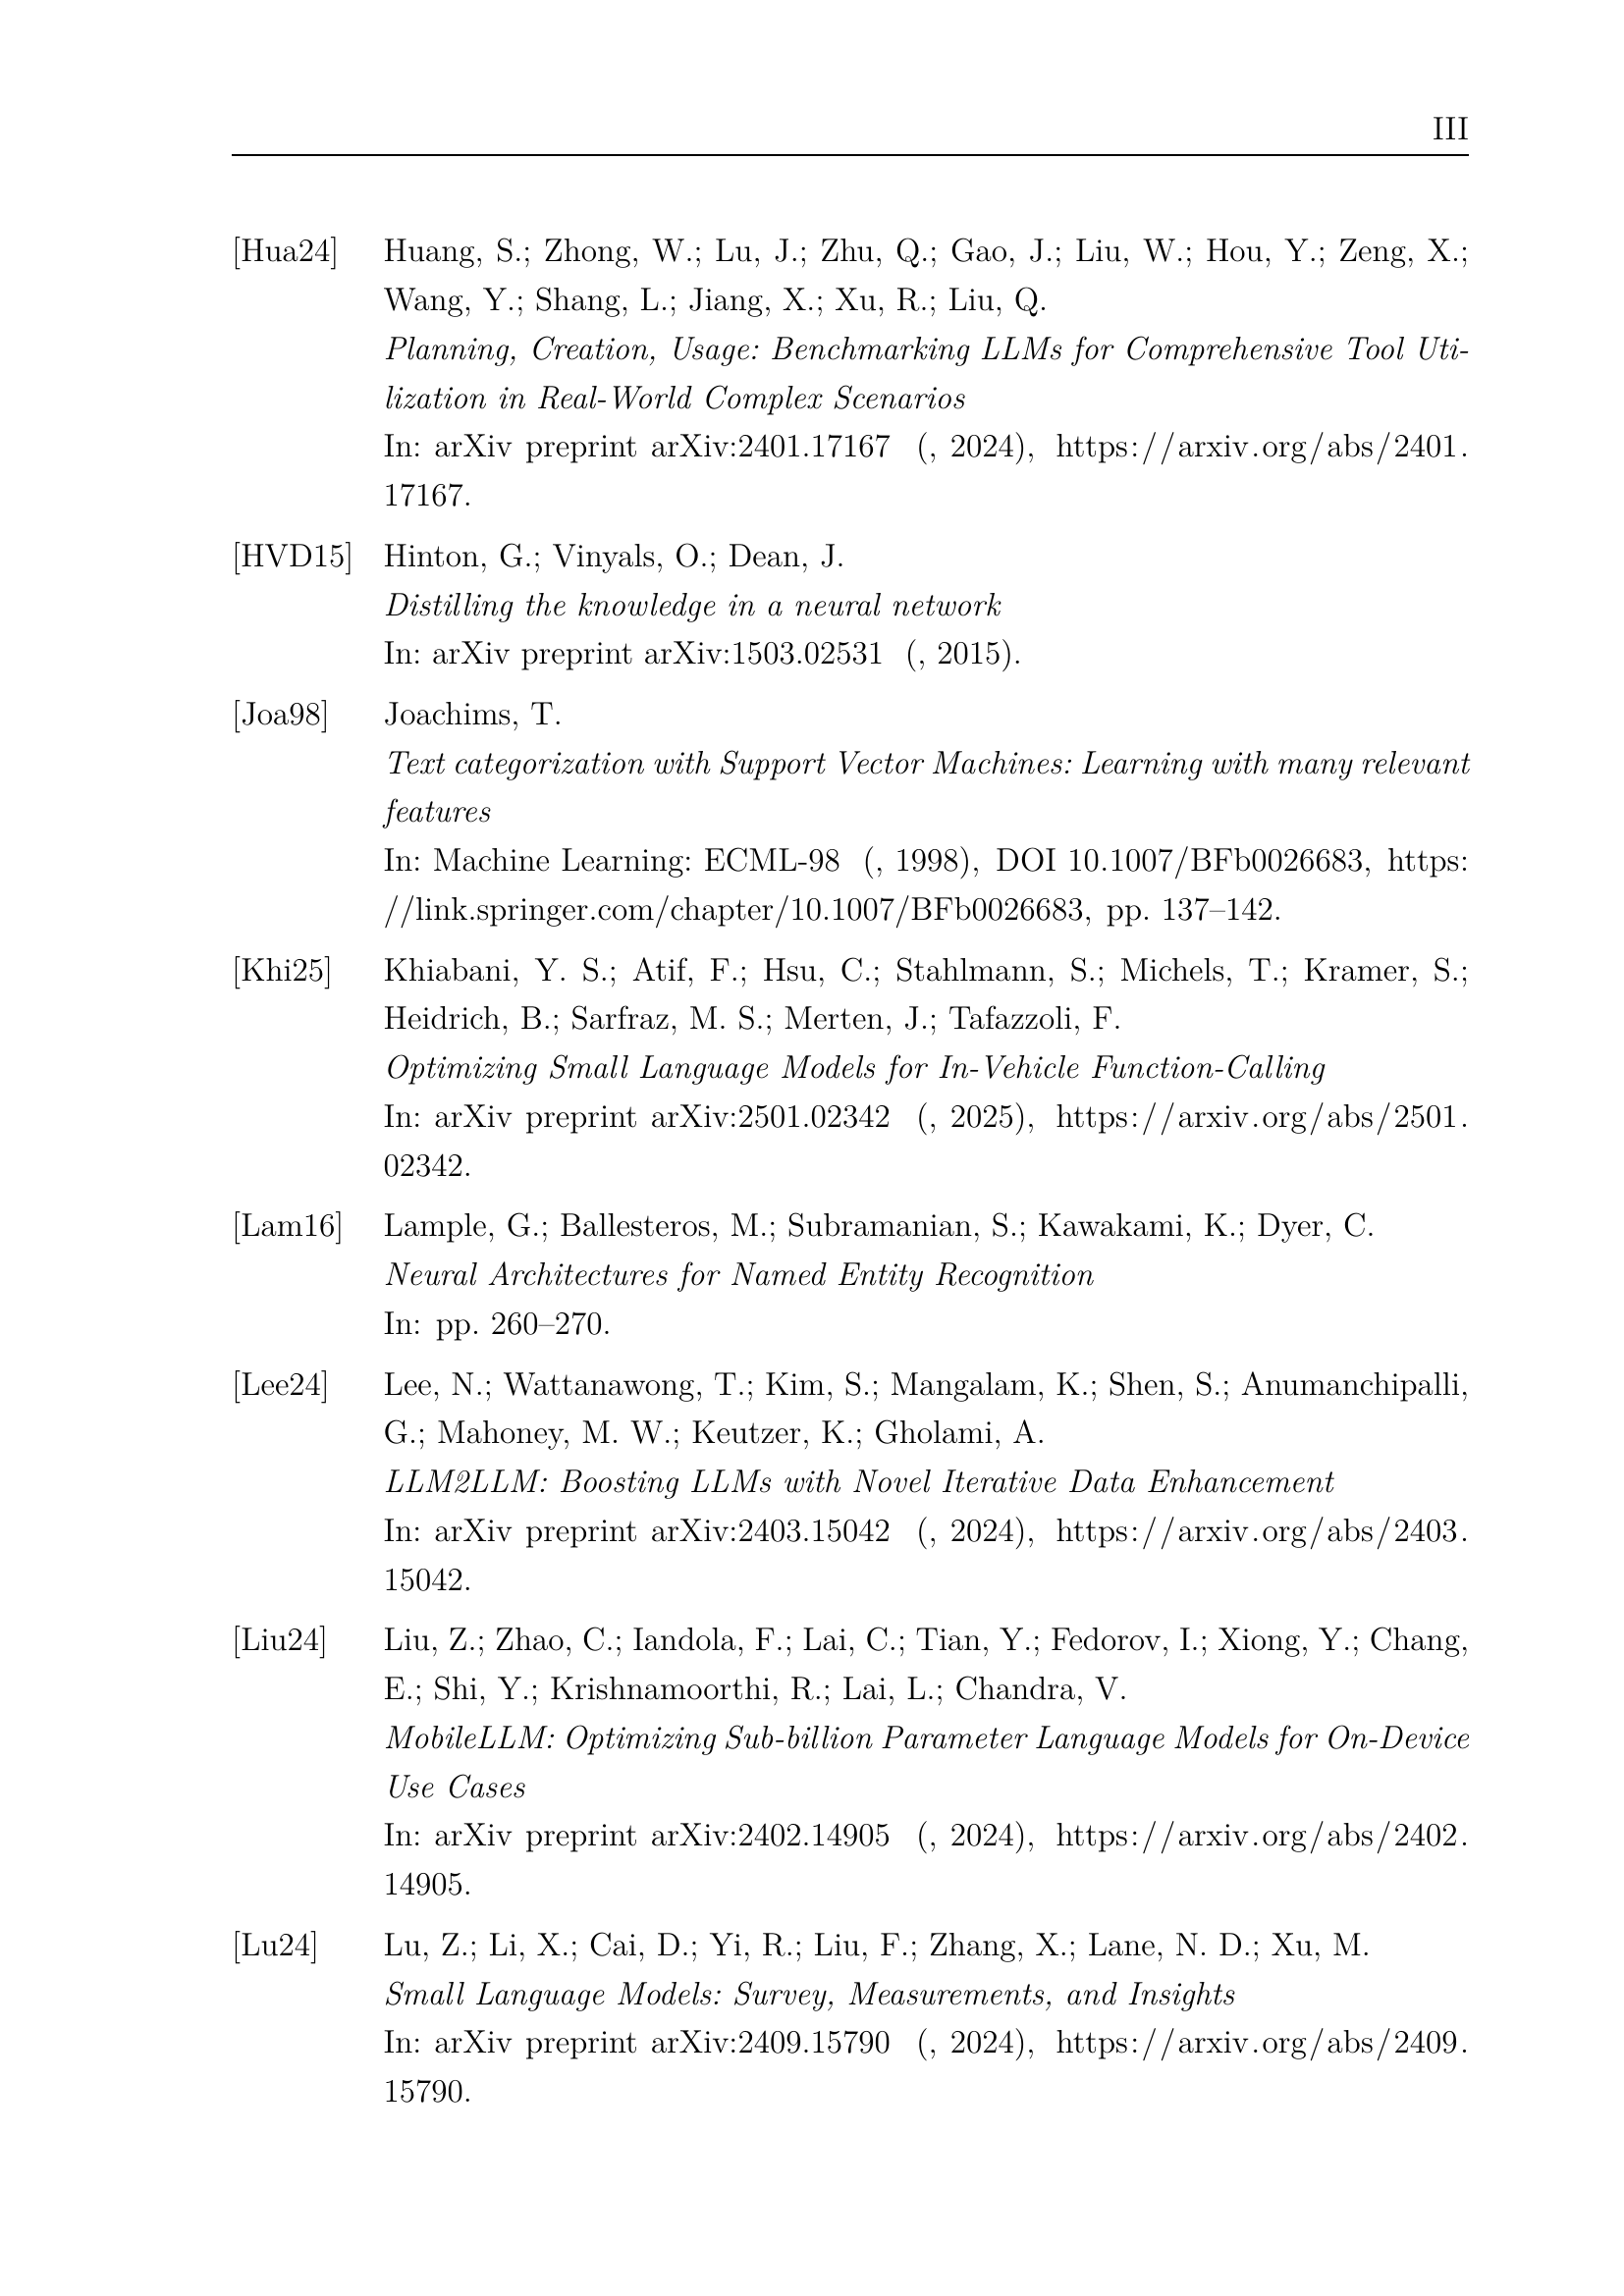 III
[Hua24] Huang, S.; Zhong, W.; Lu, J.; Zhu, Q.; Gao, J.; Liu, W.; Hou, Y.; Zeng, X.;
Wang, Y.; Shang, L.; Jiang, X.; Xu, R.; Liu, Q.
Planning, Creation, Usage: Benchmarking LLMs for Comprehensive Tool Uti-
lization in Real-World Complex Scenarios
In: arXiv preprint arXiv:2401.17167 (, 2024), https://arxiv.org/abs/2401.
17167.
[HVD15] Hinton, G.; Vinyals, O.; Dean, J.
Distilling the knowledge in a neural network
In: arXiv preprint arXiv:1503.02531 (, 2015).
[Joa98] Joachims, T.
Text categorization with Support Vector Machines: Learning with many relevant
features
In: Machine Learning: ECML-98 (, 1998), DOI 10.1007/BFb0026683, https:
//link.springer.com/chapter/10.1007/BFb0026683, pp. 137–142.
[Khi25] Khiabani, Y. S.; Atif, F.; Hsu, C.; Stahlmann, S.; Michels, T.; Kramer, S.;
Heidrich, B.; Sarfraz, M. S.; Merten, J.; Tafazzoli, F.
Optimizing Small Language Models for In-Vehicle Function-Calling
In: arXiv preprint arXiv:2501.02342 (, 2025), https://arxiv.org/abs/2501.
02342.
[Lam16] Lample, G.; Ballesteros, M.; Subramanian, S.; Kawakami, K.; Dyer, C.
Neural Architectures for Named Entity Recognition
In: pp. 260–270.
[Lee24] Lee, N.; Wattanawong, T.; Kim, S.; Mangalam, K.; Shen, S.; Anumanchipalli,
G.; Mahoney, M. W.; Keutzer, K.; Gholami, A.
LLM2LLM: Boosting LLMs with Novel Iterative Data Enhancement
In: arXiv preprint arXiv:2403.15042 (, 2024), https://arxiv.org/abs/2403.
15042.
[Liu24] Liu, Z.; Zhao, C.; Iandola, F.; Lai, C.; Tian, Y.; Fedorov, I.; Xiong, Y.; Chang,
E.; Shi, Y.; Krishnamoorthi, R.; Lai, L.; Chandra, V.
MobileLLM: Optimizing Sub-billion Parameter Language Models for On-Device
Use Cases
In: arXiv preprint arXiv:2402.14905 (, 2024), https://arxiv.org/abs/2402.
14905.
[Lu24] Lu, Z.; Li, X.; Cai, D.; Yi, R.; Liu, F.; Zhang, X.; Lane, N. D.; Xu, M.
Small Language Models: Survey, Measurements, and Insights
In: arXiv preprint arXiv:2409.15790 (, 2024), https://arxiv.org/abs/2409.
15790.